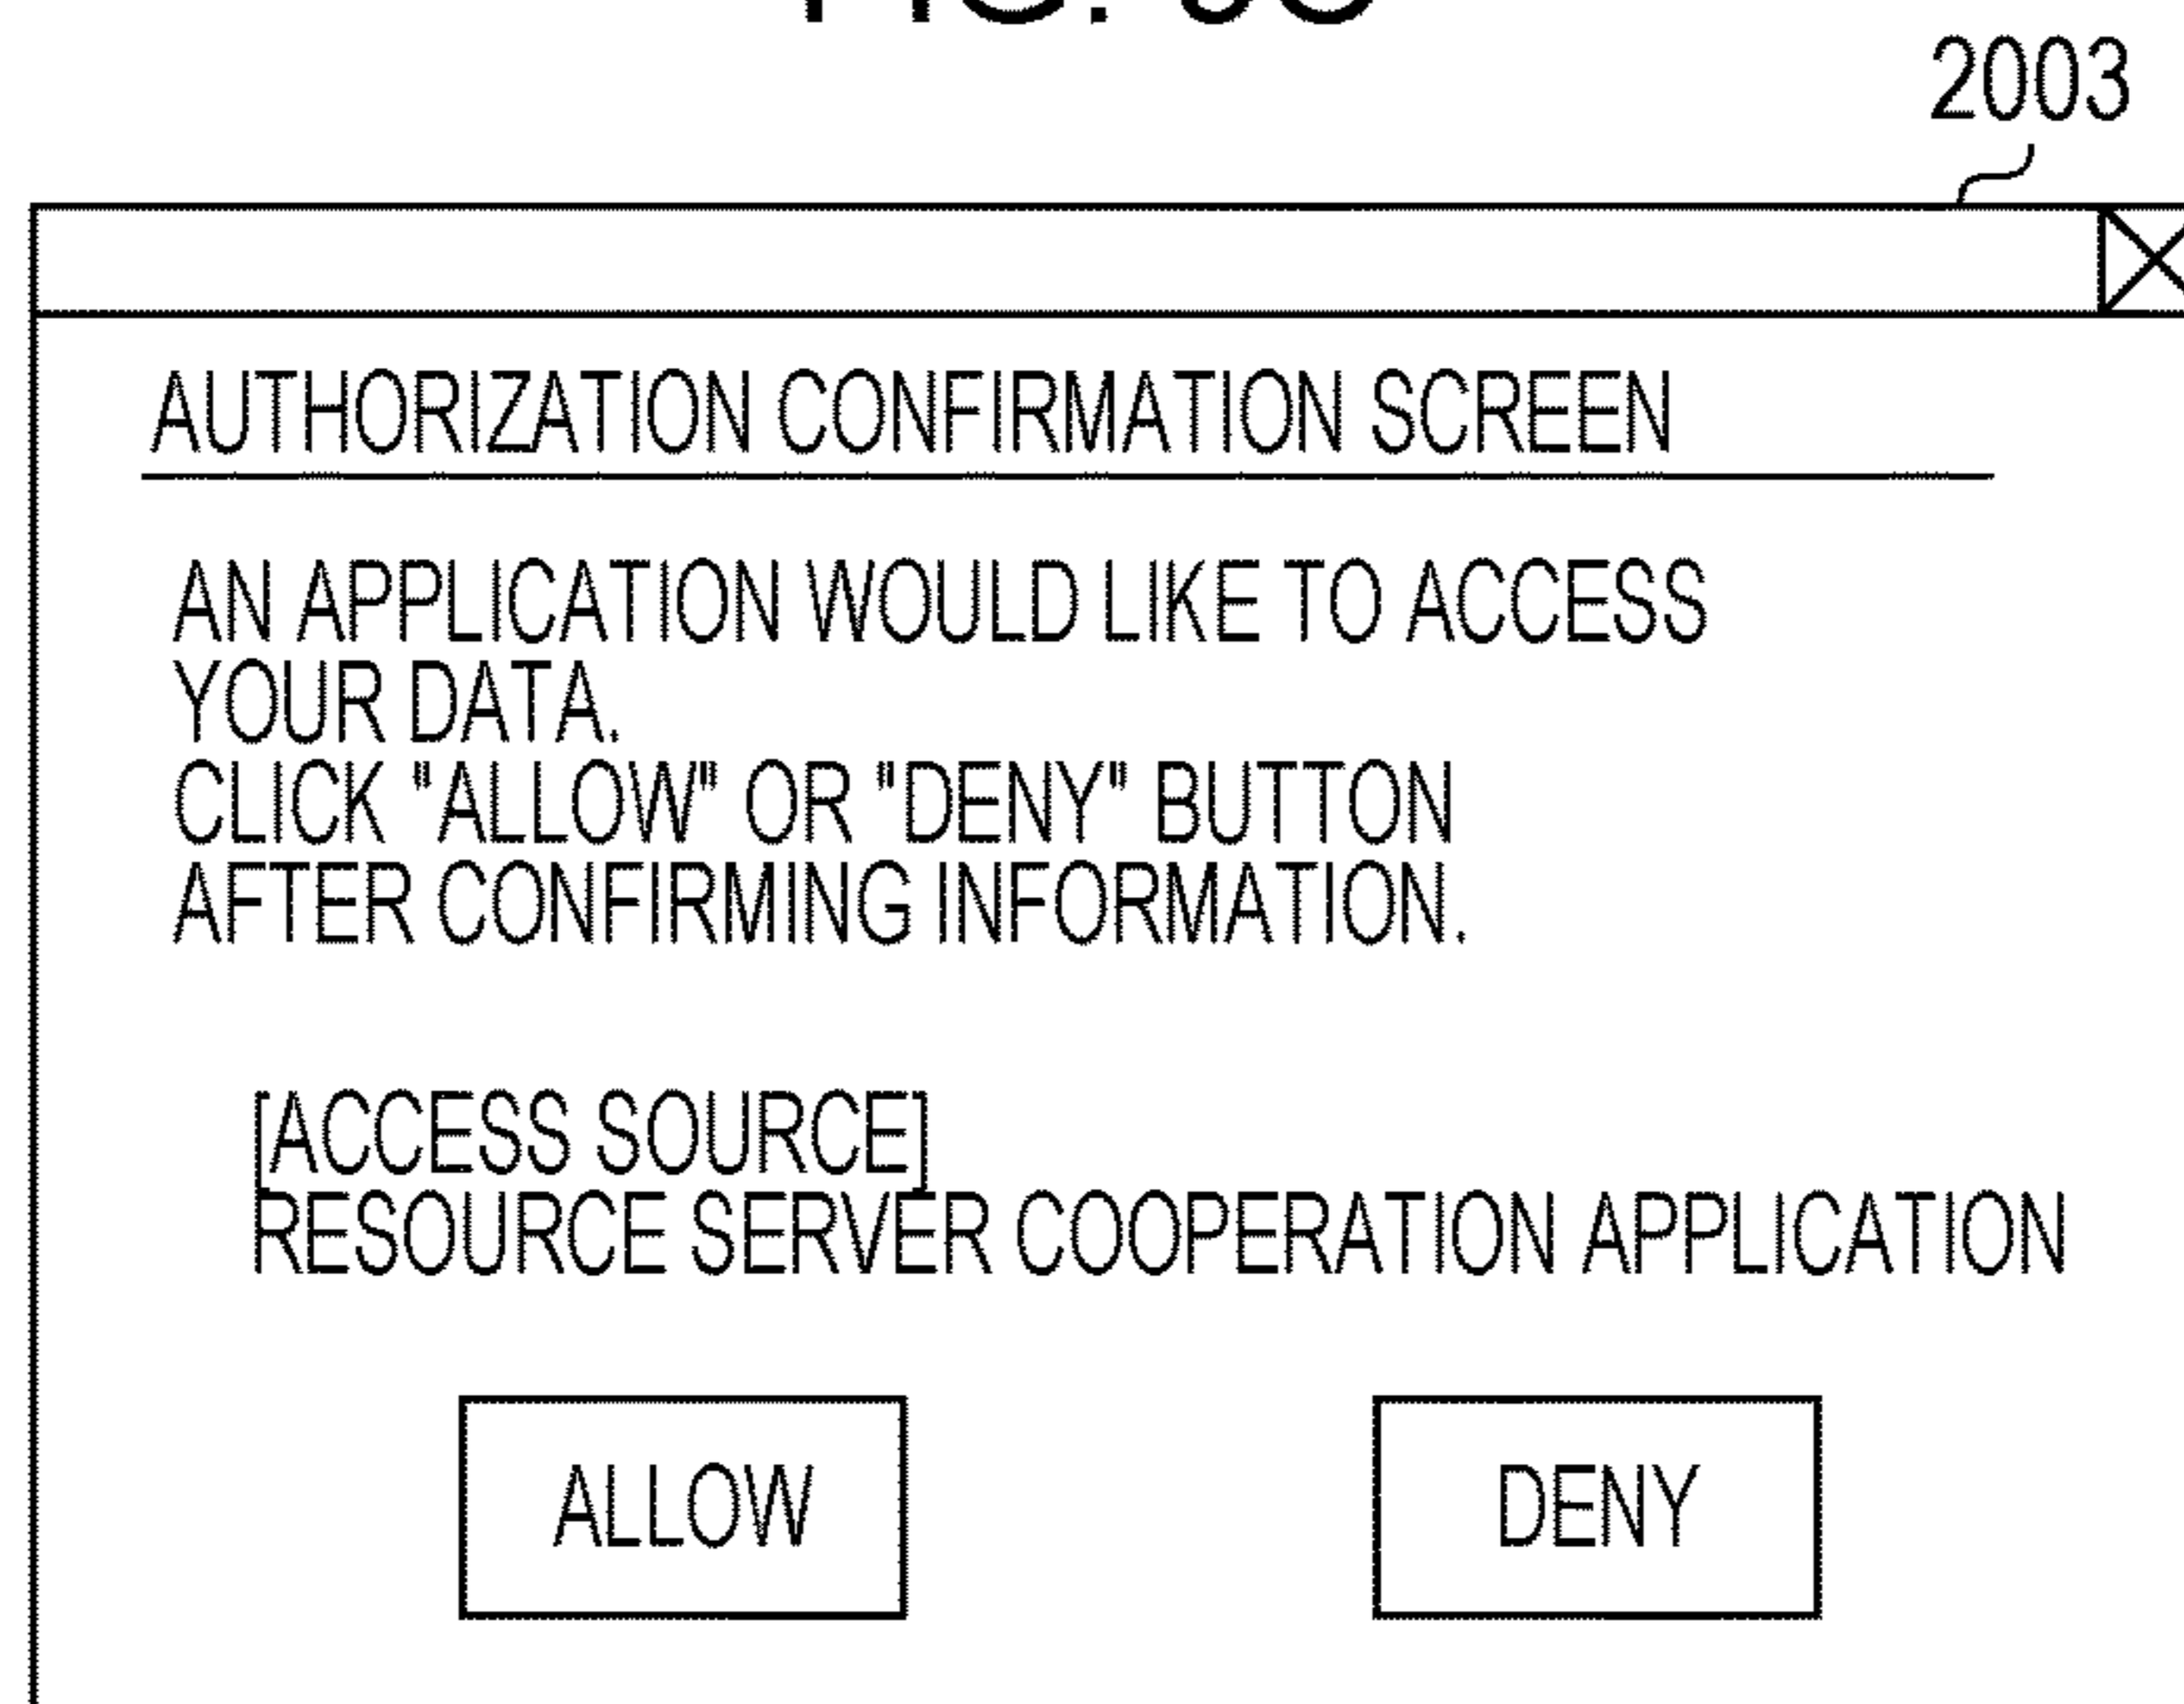 2003
AUTHORIZATION CONFIRMATION SCREEN
AN APPLICATION WOULD LIKE TO ACCESS
YOUR DATA.
CLICK "ALLOW" OR "DENY" BUTTON
AFTER CONFIRMING INFORMATION.
[ACCESS SOURCE]
RESOURCE SERVER COOPERATION APPLICATION
ALLOW DENY